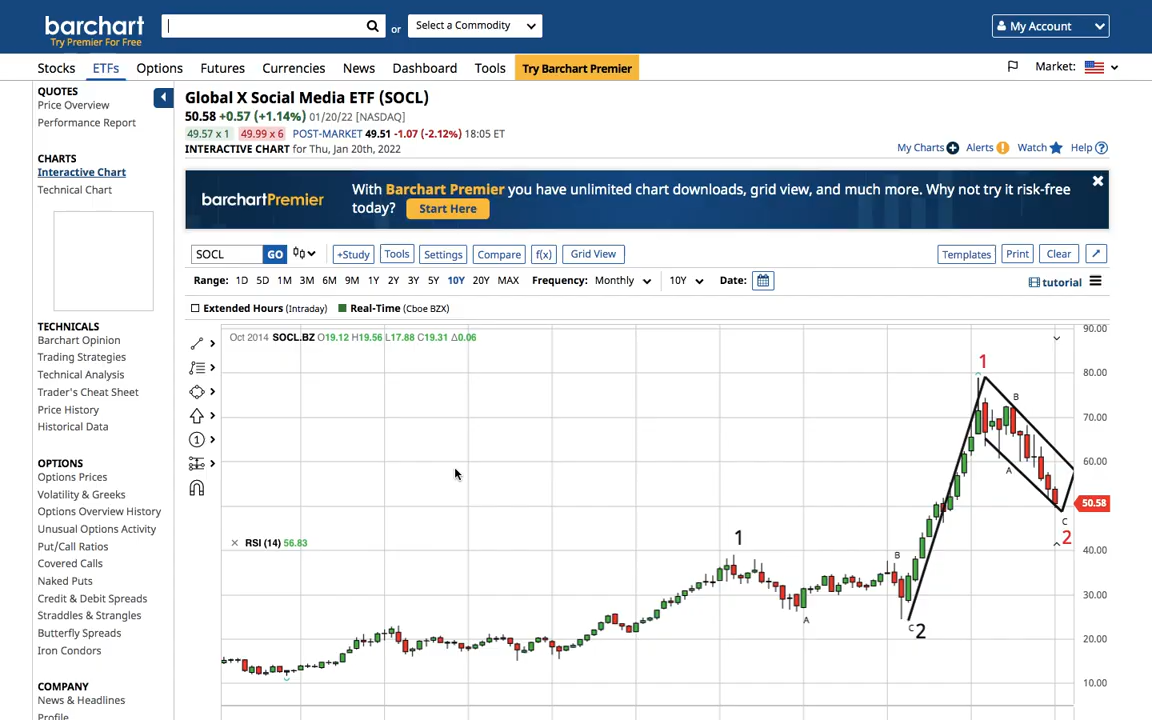 barchart
Try Premier For Free
or
Select a Commodity
My Account
Stocks ETFs Options Futures Currencies News Dashboard Tools Try Barchart Premier
Market:
QUOTES
Price Overview
Performance Report
CHARTS
Interactive Chart
Technical Chart
TECHNICALS
Barchart Opinion
Trading Strategies
Technical Analysis
Trader's Cheat Sheet
Price History
Historical Data
OPTIONS
Options Prices
Volatility & Greeks
Options Overview History
Unusual Options Activity
Put/Call Ratios
Covered Calls
Naked Puts
Credit & Debit Spreads
Straddles & Strangles
Butterfly Spreads
Iron Condors
COMPANY
News & Headlines
Profile
Global X Social Media ETF (SOCL)
50.58 +0.57 (+1.14%) 01/20/22 [NASDAQ]
49.57 x 1 49.99 x 6 POST-MARKET 49.51 -1.07 (-2.12%) 18:05 ET
INTERACTIVE CHART for Thu, Jan 20th, 2022
My Charts Alerts Watch Help
barchartPremier
With Barchart Premier you have unlimited chart downloads, grid view, and much more. Why not try it risk-free
today? Start Here
SOCL GO +Study Tools Settings Compare f(x) Grid View Templates Print Clear
Range: 1D 5D 1M 3M 6M 9M 1Y 2Y 3Y 5Y 10Y 20Y MAX Frequency: Monthly 10Y Date:
tutorial
Extended Hours (Intraday) Real-Time (Cboe BZX)
Oct 2014 SOCL.BZ O19.12 H19.56 L17.88 C19.31 Δ0.06
1
90.00
80.00
1
B
70.00
60.00
A
50.58
C
2
RSI (14) 56.83
1
40.00
B
30.00
A
C
2
20.00
10.00